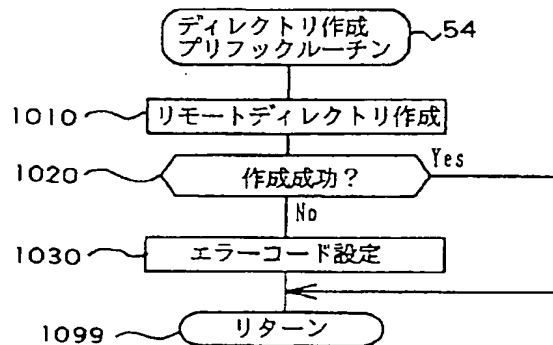 ディレクトリ作成
プリフックルーチン
54
1010
リモートディレクトリ作成
1020
作成成功?
Yes
No
1030
エラーコード設定
1099
リターン